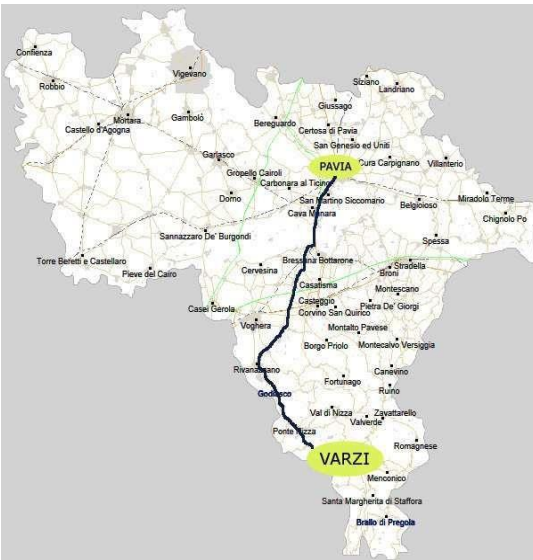 Confienza
Robbio
Vigevano
Siziano
Landriano
Giussago
Mortara
Castello d'Agogna
Gamboló
Bereguardo
Certosa di Pavia
San Genesio ed Uniti
Garlasco
PAVIA
Cura Carpignano
Villanterio
Gropello Cairoli
Carbonara al Ticino
Dorno
San Martino Siccomario
Cava Manara
Belgioioso
Miradolo Terme
Chignolo Po
Sannazzaro De' Burgondi
Spessa
Torre Beretti e Castellaro
Pieve del Cairo
Cervesina
Bressana Bottarone
Stradella
Broni
Casatisma
Montescano
Casei Gerola
Casteggio
Corvino San Quirico
Pietra De' Giorgi
Voghera
Montalto Pavese
Borgo Priolo
Montecalvo Versiggia
Rivanazzano
Canevino
Fortunago
Ruino
Godiasco
Val di Nizza
Zavattarello
Valverde
Ponte Nizza
Romagnese
VARZI
Menconico
Santa Margherita di Staffora
Brallo di Pregola